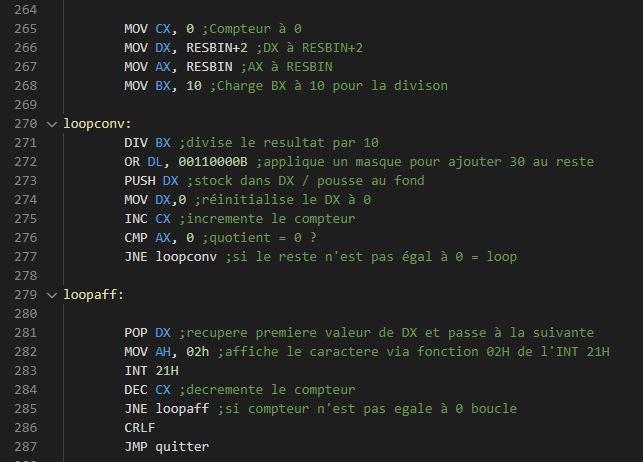 264
265 MOV CX, 0 ;Compteur à 0
266 MOV DX, RESBIN+2 ;DX à RESBIN+2
267 MOV AX, RESBIN ;AX à RESBIN
268 MOV BX, 10 ;Charge BX à 10 pour la divison
269
270 loopconv:
271 DIV BX ;divise le resultat par 10
272 OR DL, 00110000B ;applique un masque pour ajouter 30 au reste
273 PUSH DX ;stock dans DX / pousse au fond
274 MOV DX,0 ;réinitialise le DX à 0
275 INC CX ;incremente le compteur
276 CMP AX, 0 ;quotient = 0 ?
277 JNE loopconv ;si le reste n'est pas égal à 0 = loop
278
279 loopaff:
280
281 POP DX ;recupere premiere valeur de DX et passe à la suivante
282 MOV AH, 02h ;affiche le caractere via fonction 02H de l'INT 21H
283 INT 21H
284 DEC CX ;decremente le compteur
285 JNE loopaff ;si compteur n'est pas egale à 0 boucle
286 CRLF
287 JMP quitter